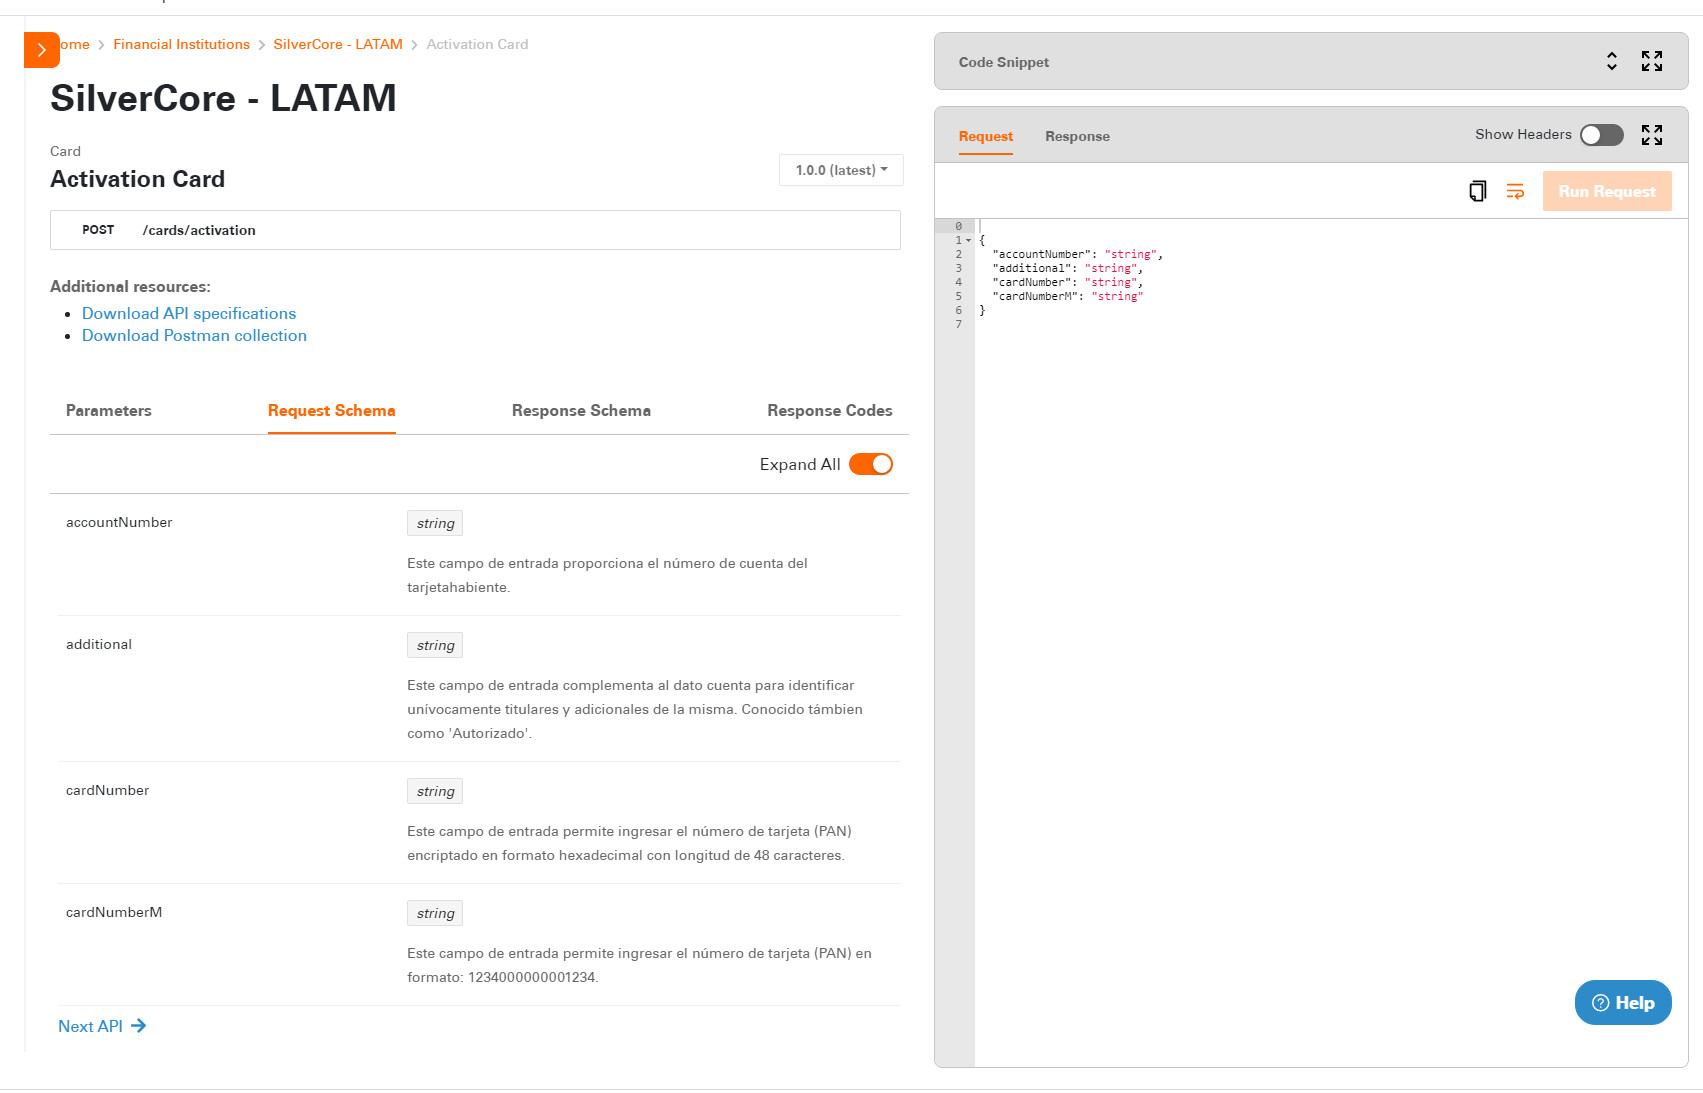 ome > Financial Institutions > SilverCore - LATAM > Activation Card
SilverCore - LATAM
Card
Activation Card
1.0.0 (latest)
POST /cards/activation
Additional resources:
Download API specifications
Download Postman collection
Parameters Request Schema Response Schema Response Codes
Expand All
accountNumber string
Este campo de entrada proporciona el número de cuenta del
tarjetahabiente.
additional string
Este campo de entrada complementa al dato cuenta para identificar
unívocamente titulares y adicionales de la misma. Conocido támbien
como 'Autorizado'.
cardNumber string
Este campo de entrada permite ingresar el número de tarjeta (PAN)
encriptado en formato hexadecimal con longitud de 48 caracteres.
cardNumberM string
Este campo de entrada permite ingresar el número de tarjeta (PAN) en
formato: 1234000000001234.
Next API
Code Snippet
Request Response Show Headers
Run Request
0
1 {
2 "accountNumber": "string",
3 "additional": "string",
4 "cardNumber": "string",
5 "cardNumberM": "string"
6 }
7
Help